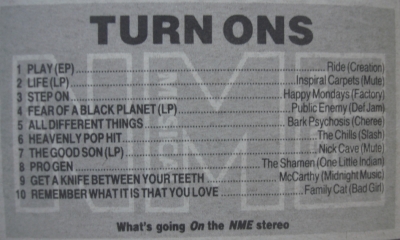 TURN ONS
1 PLAY (EP) Ride (Creation)
2 LIFE (LP) Inspiral Carpets (Mute)
3 STEP ON Happy Mondays (Factory)
4 FEAR OF A BLACK PLANET (LP) Public Enemy (Def Jam)
5 ALL DIFFERENT THINGS Bark Psychosis (Cheree)
6 HEAVENLY POP HIT The Chills (Slash)
7 THE GOOD SON (LP) Nick Cave (Mute)
8 PRO GEN The Shamen (One Little Indian)
9 GET A KNIFE BETWEEN YOUR TEETH McCarthy (Midnight Music)
10 REMEMBER WHAT IT IS THAT YOU LOVE Family Cat (Bad Girl)
What's going On the NME stereo